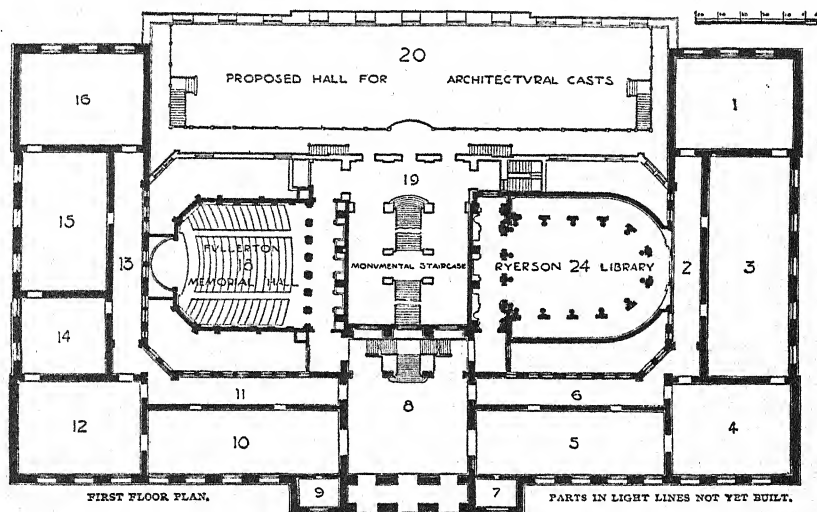 20
PROPOSED HALL FOR ARCHITECTVRAL CASTS
16
1
19
15
FULLERTON
18
MEMORIAL HALL
13
MONUMENTAL STAIRCASE
RYERSON 24 LIBRARY
2
3
14
11
8
6
12
10
5
4
9
7
FIRST FLOOR PLAN.
PARTS IN LIGHT LINES NOT YET BUILT.